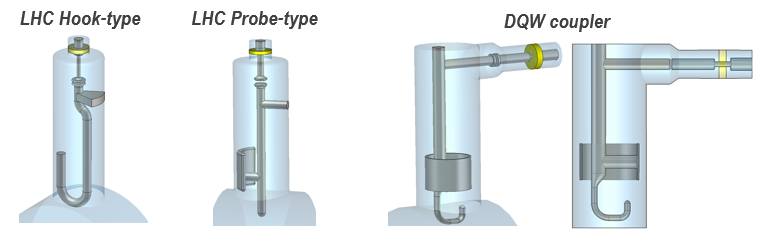 LHC Hook-type
LHC Probe-type
DQW coupler